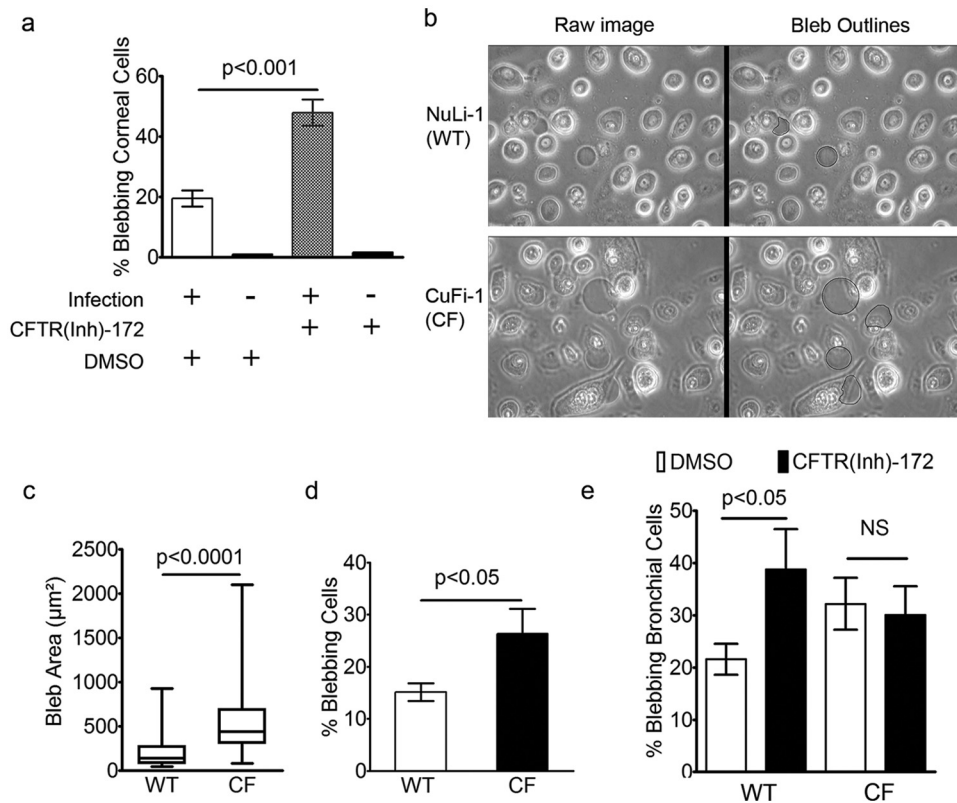 a
p<0.001
% Blebbing Corneal Cells
60
40
20
0
Infection + - + -
CFTR(Inh)-172 + +
DMSO + +
b
Raw image Bleb Outlines
NuLi-1
(WT)
CuFi-1
(CF)
c
p<0.0001
Bleb Area (µm²)
2500
2000
1500
1000
500
0
WT CF
d
p<0.05
% Blebbing Cells
40
30
20
10
0
WT CF
DMSO CFTR(Inh)-172
e
p<0.05
NS
% Blebbing Bronchial Cells
50
40
30
20
10
0
WT CF